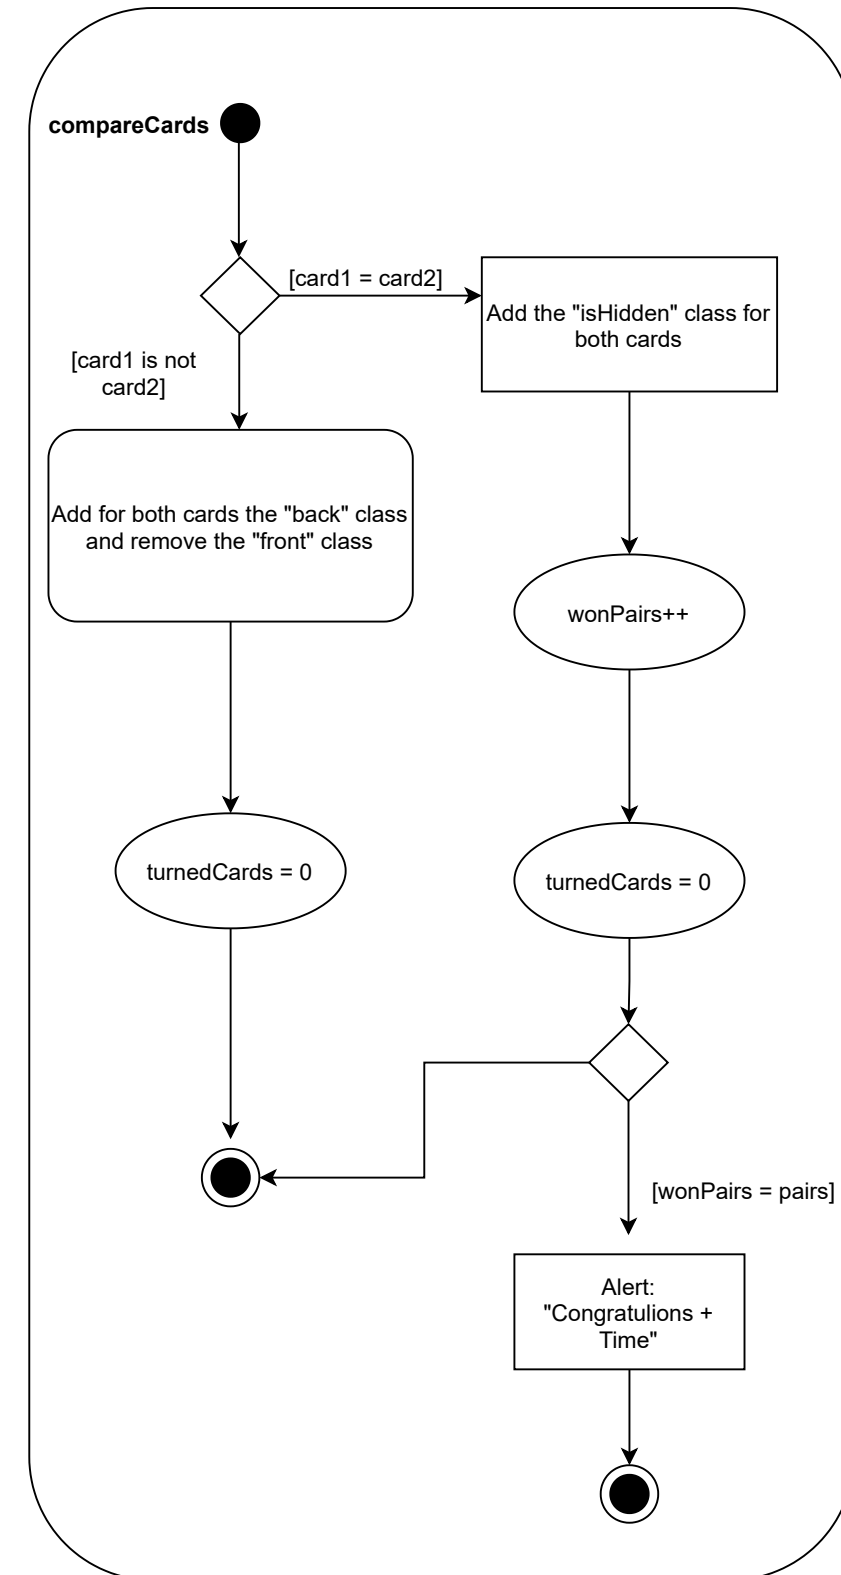 compareCards
[card1 = card2]
Add the "isHidden" class for
both cards
[card1 is not
card2]
Add for both cards the "back" class
and remove the "front" class
wonPairs++
turnedCards = 0
turnedCards = 0
[wonPairs = pairs]
Alert:
"Congratulions +
Time"